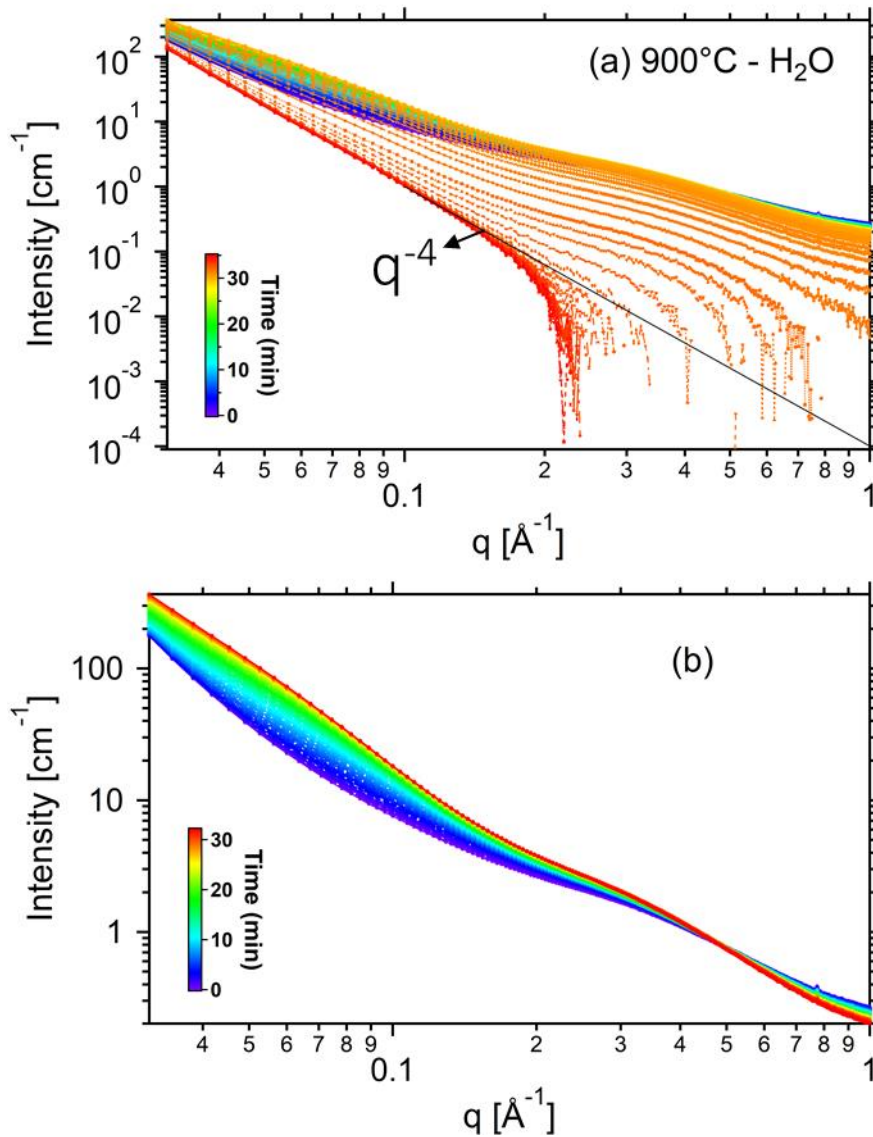 (a) 900°C - H₂O
Intensity [cm⁻¹]
10²
10¹
10⁰
10⁻¹
10⁻²
10⁻³
10⁻⁴
q⁻⁴
Time (min)
30
20
10
0
4 5 6 7 8 9 2 3 4 5 6 7 8 9
0.1 1
q [Å⁻¹]
(b)
Intensity [cm⁻¹]
100
10
1
Time (min)
30
20
10
0
4 5 6 7 8 9 2 3 4 5 6 7 8 9
0.1 1
q [Å⁻¹]